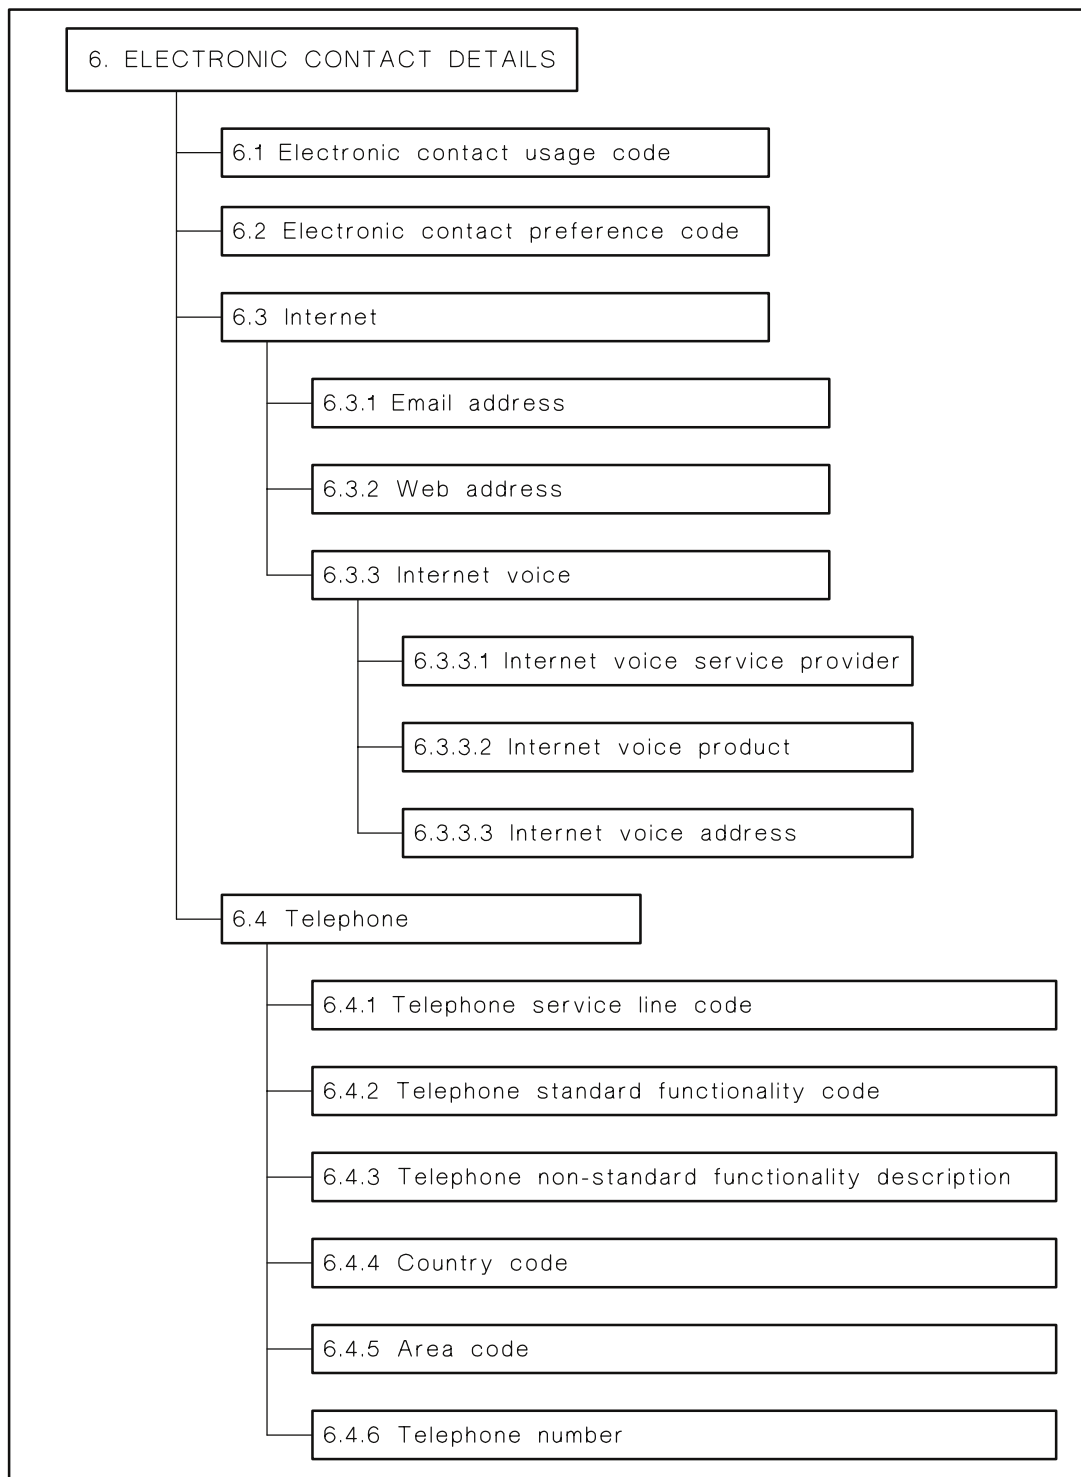 6. ELECTRONIC CONTACT DETAILS
6.1 Electronic contact usage code
6.2 Electronic contact preference code
6.3 Internet
6.3.1 Email address
6.3.2 Web address
6.3.3 Internet voice
6.3.3.1 Internet voice service provider
6.3.3.2 Internet voice product
6.3.3.3 Internet voice address
6.4 Telephone
6.4.1 Telephone service line code
6.4.2 Telephone standard functionality code
6.4.3 Telephone non-standard functionality description
6.4.4 Country code
6.4.5 Area code
6.4.6 Telephone number